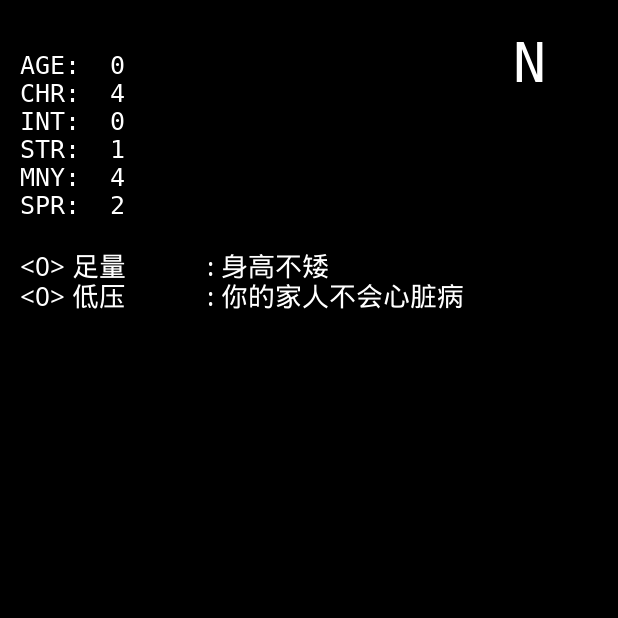 N
AGE: 0
CHR: 4
INT: 0
STR: 1
MNY: 4
SPR: 2
<O> 足量 : 身高不矮
<O> 低压 : 你的家人不会心脏病